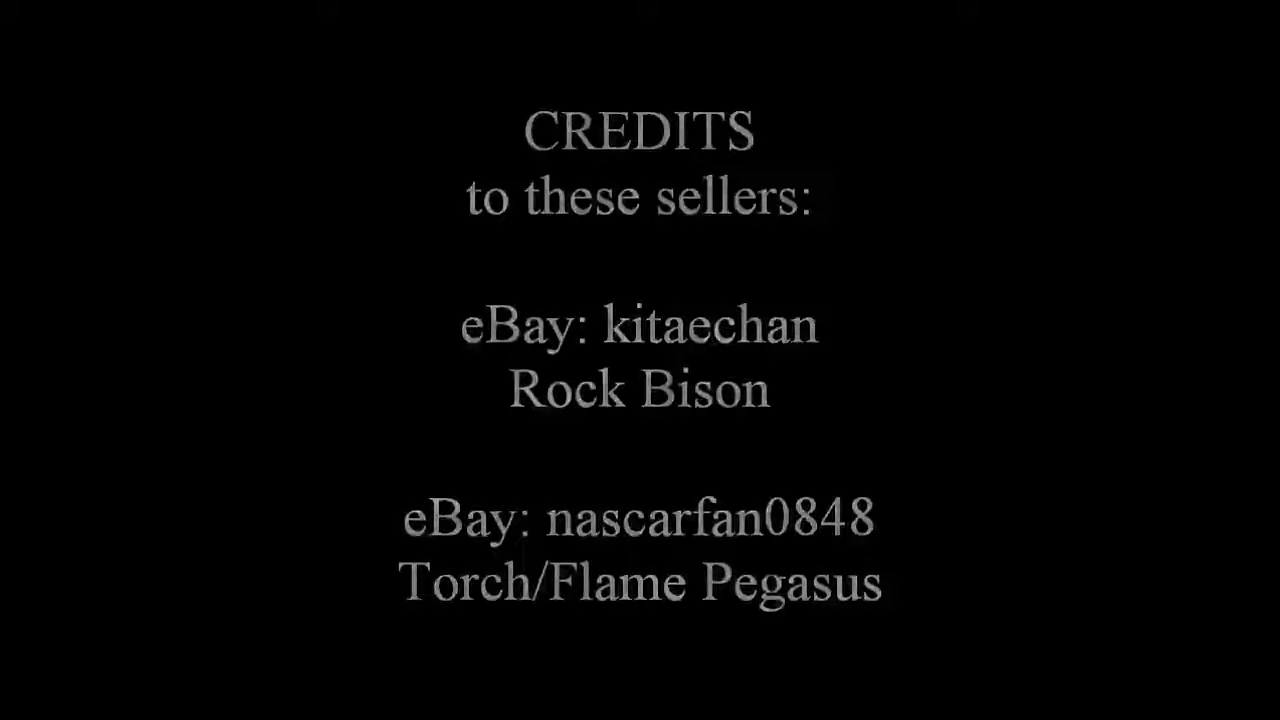 CREDITS
to these sellers:
eBay: kitaechan
Rock Bison
eBay: nascarfan0848
Torch/Flame Pegasus